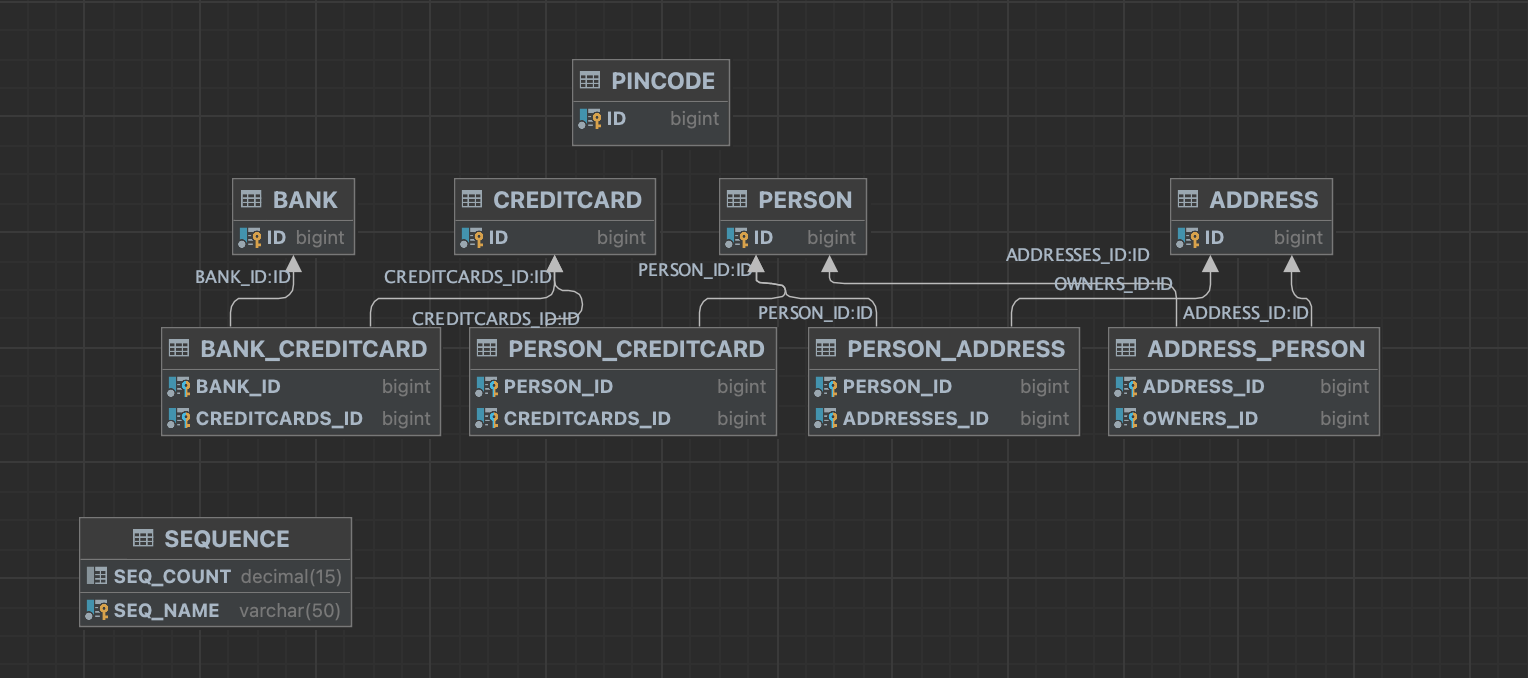 PINCODE
ID bigint
BANK
ID bigint
CREDITCARD
ID bigint
PERSON
ID bigint
ADDRESS
ID bigint
BANK_ID:ID
CREDITCARDS_ID:ID
PERSON_ID:ID
ADDRESSES_ID:ID
OWNERS_ID:ID
CREDITCARDS_ID:ID
PERSON_ID:ID
ADDRESS_ID:ID
BANK_CREDITCARD
BANK_ID bigint
CREDITCARDS_ID bigint
PERSON_CREDITCARD
PERSON_ID bigint
CREDITCARDS_ID bigint
PERSON_ADDRESS
PERSON_ID bigint
ADDRESSES_ID bigint
ADDRESS_PERSON
ADDRESS_ID bigint
OWNERS_ID bigint
SEQUENCE
SEQ_COUNT decimal(15)
SEQ_NAME varchar(50)